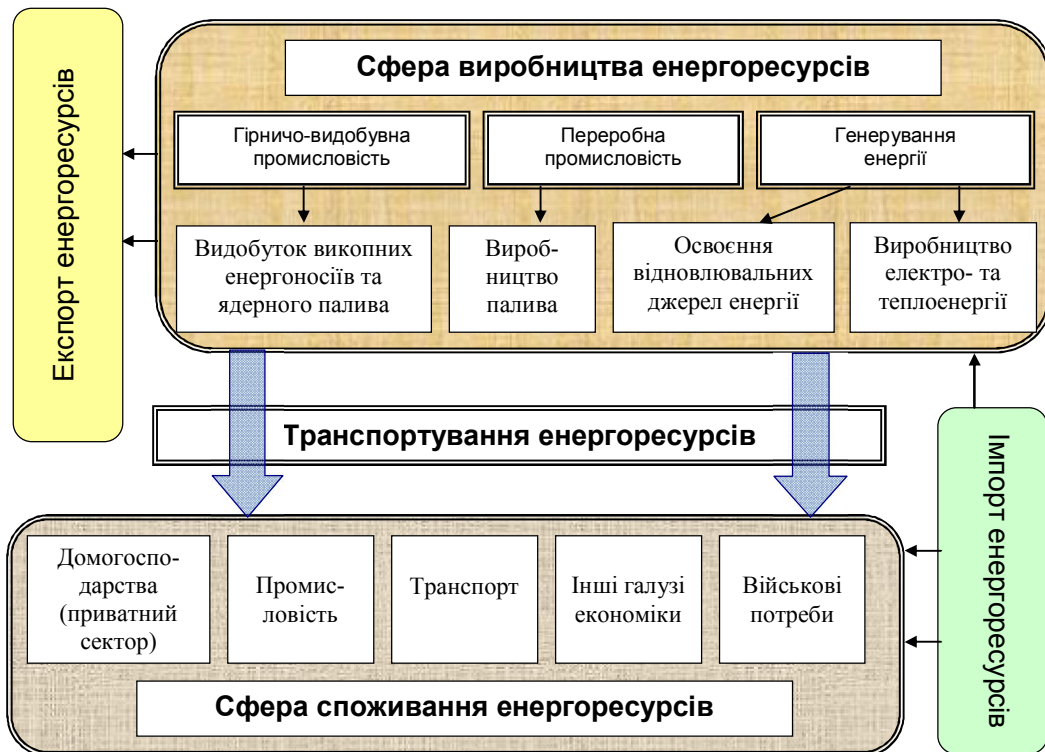 Експорт енергоресурсів
Сфера виробництва енергоресурсів
Гірничо-видобувна
промисловість
Переробна
промисловість
Генерування
енергії
Видобуток викопних
енергоносіїв та
ядерного палива
Вироб-
ництво
палива
Освоєння
відновлювальних
джерел енергії
Виробництво
електро- та
теплоенергії
Транспортування енергоресурсів
Імпорт енергоресурсів
Домогоспо-
дарства
(приватний
сектор)
Промис-
ловість
Транспорт
Інші галузі
економіки
Військові
потреби
Сфера споживання енергоресурсів